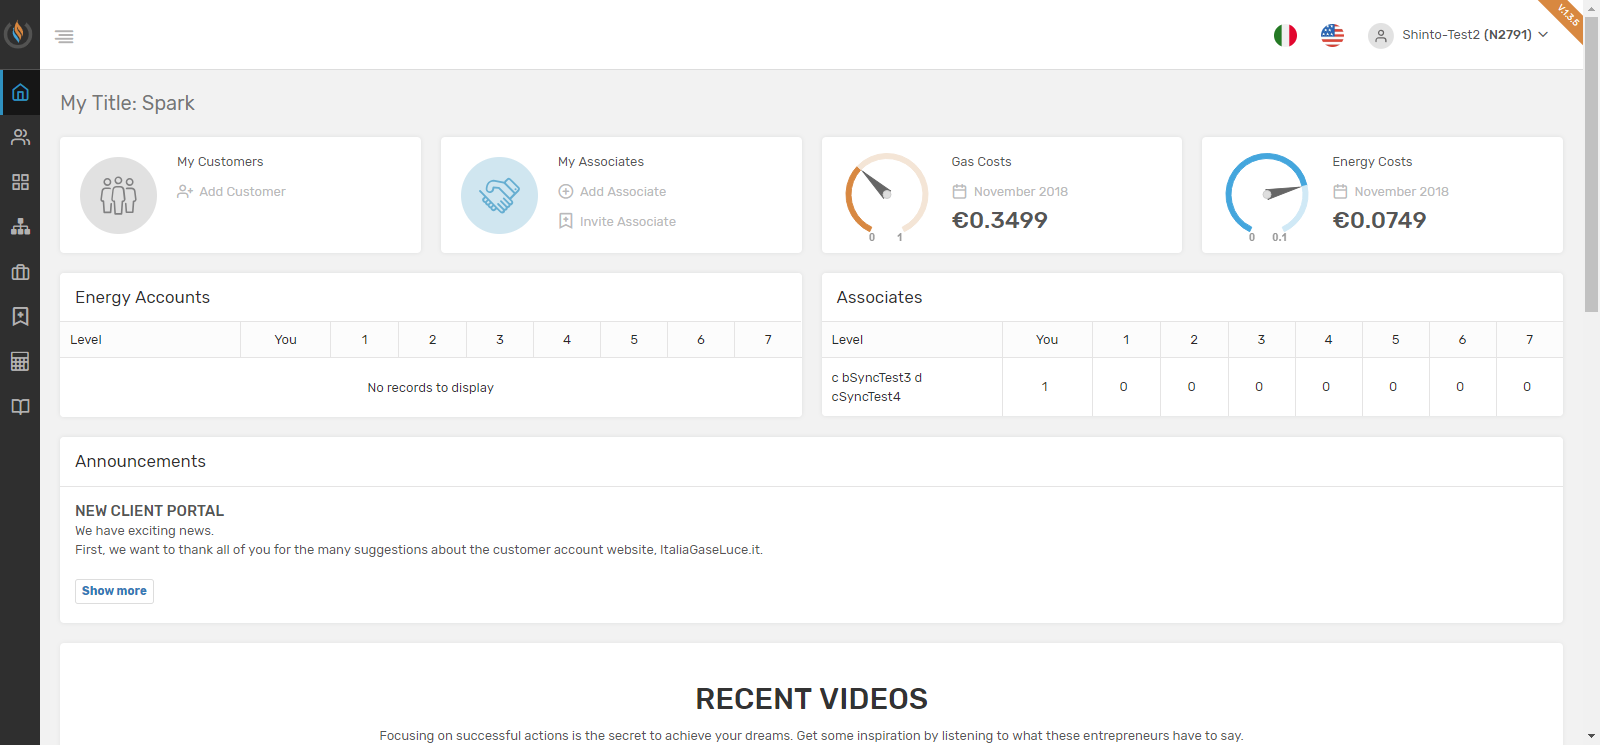 Shinto-Test2 (N2791)
V.1.3.5
My Title: Spark
My Customers
Add Customer
My Associates
Add Associate
Invite Associate
Gas Costs
November 2018
€0.3499
0 1
Energy Costs
November 2018
€0.0749
0 0.1
Energy Accounts
Level You 1 2 3 4 5 6 7
No records to display
Associates
Level You 1 2 3 4 5 6 7
c bSyncTest3 d
cSyncTest4
1 0 0 0 0 0 0 0
Announcements
NEW CLIENT PORTAL
We have exciting news.
First, we want to thank all of you for the many suggestions about the customer account website, ItaliaGaseLuce.it.
Show more
RECENT VIDEOS
Focusing on successful actions is the secret to achieve your dreams. Get some inspiration by listening to what these entrepreneurs have to say.